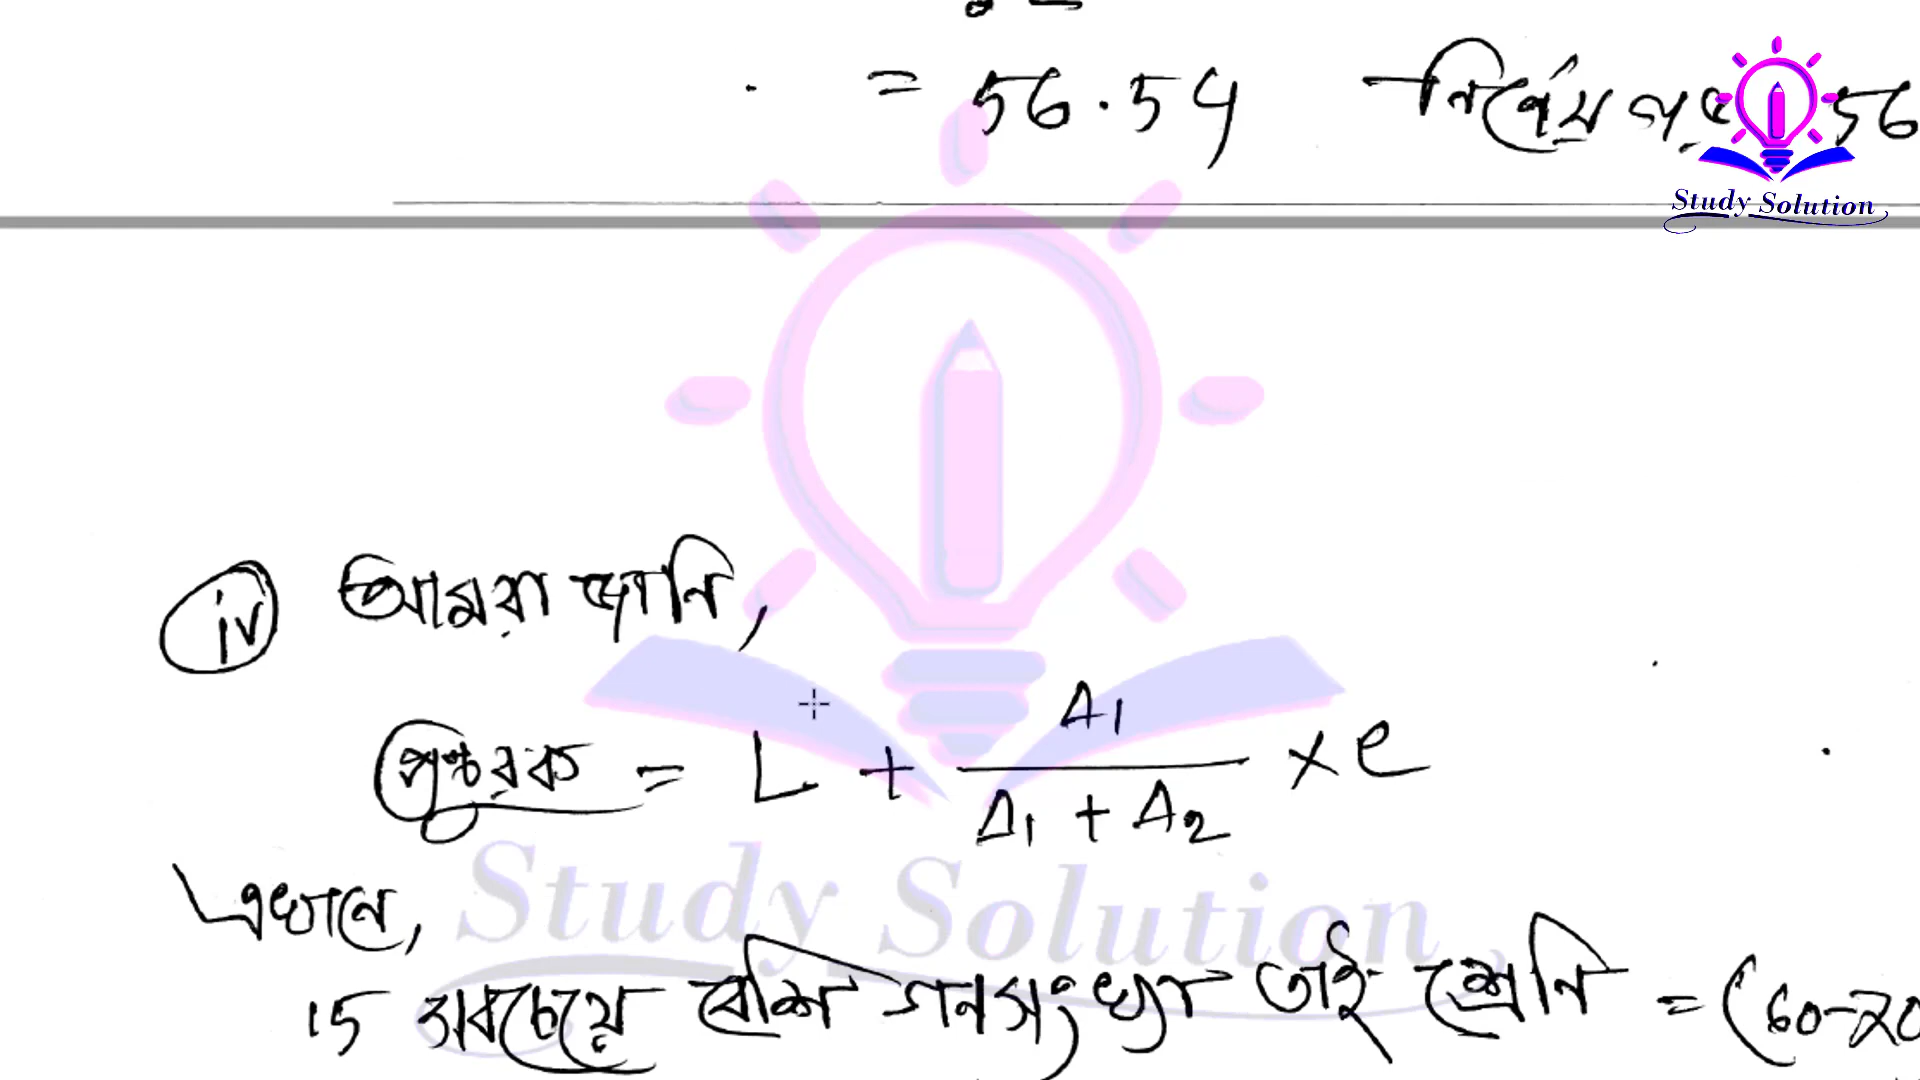 = 56.54 নির্ণেয় গড় 56
Study Solution
iv আমরা জানি,
প্রচুরক = L + Δ1 / Δ1 + Δ2 × c
এখানে,
Study Solution
15 সবচেয়ে বেশি গনসংখ্যা তাই শ্রেনি = (60-70